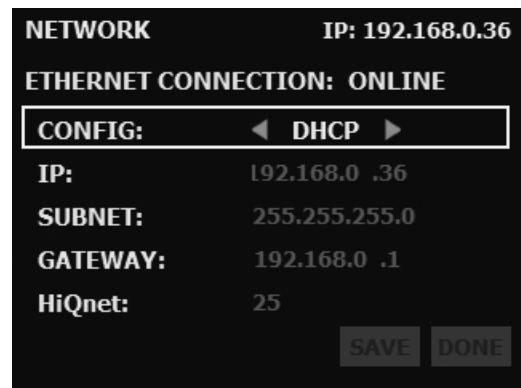 NETWORK IP: 192.168.0.36
ETHERNET CONNECTION: ONLINE
CONFIG: ◀ DHCP ▶
IP: 192.168.0 .36
SUBNET: 255.255.255.0
GATEWAY: 192.168.0 .1
HiQnet: 25
SAVE DONE